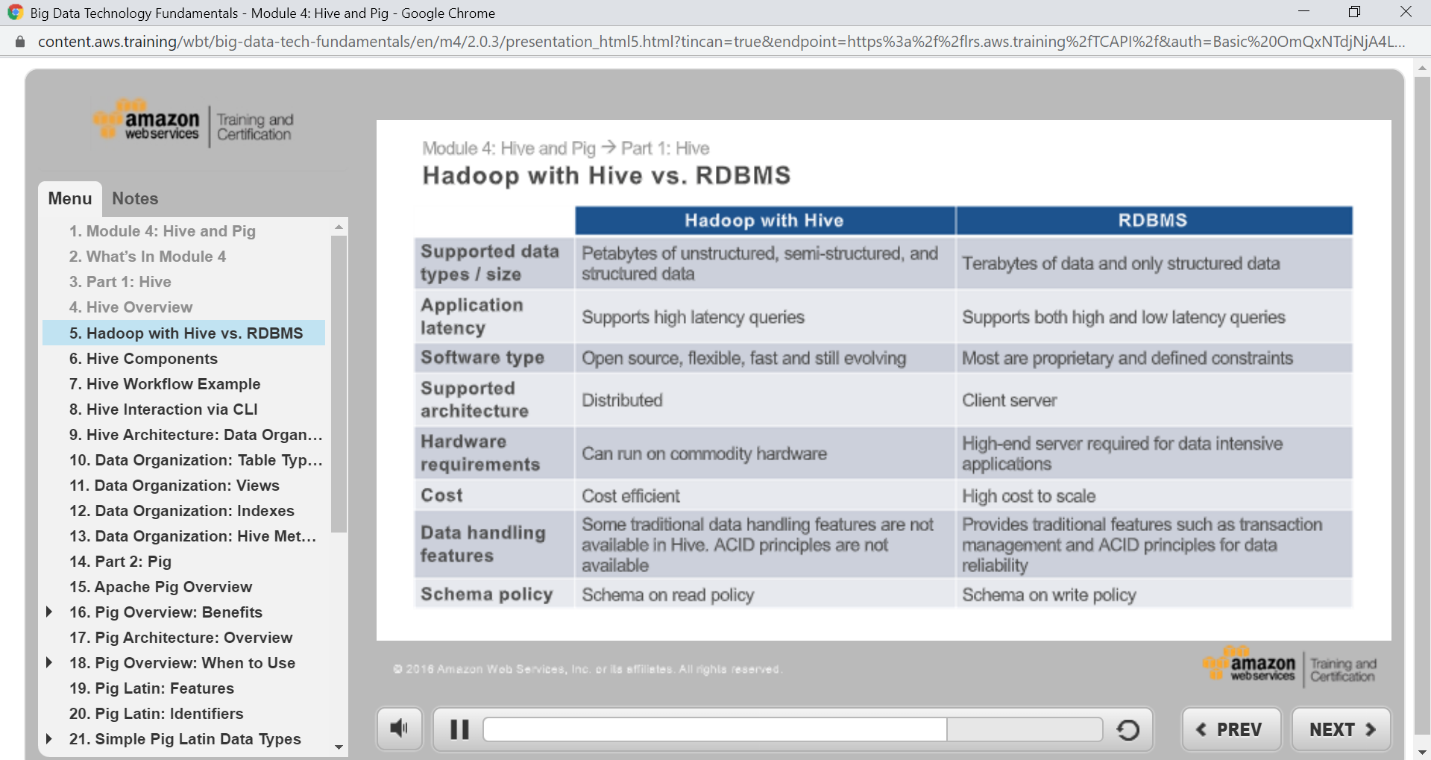 Big Data Technology Fundamentals - Module 4: Hive and Pig - Google Chrome
content.aws.training/wbt/big-data-tech-fundamentals/en/m4/2.0.3/presentation_html5.html?tincan=true&endpoint=https%3a%2f%2flrs.aws.training%2fTCAPI%2f&auth=Basic%20OmQxNTdjNjA4L...
amazon
webservices
Training and
Certification
Menu
Notes
1. Module 4: Hive and Pig
2. What's In Module 4
3. Part 1: Hive
4. Hive Overview
5. Hadoop with Hive vs. RDBMS
6. Hive Components
7. Hive Workflow Example
8. Hive Interaction via CLI
9. Hive Architecture: Data Organ...
10. Data Organization: Table Typ...
11. Data Organization: Views
12. Data Organization: Indexes
13. Data Organization: Hive Met...
14. Part 2: Pig
15. Apache Pig Overview
16. Pig Overview: Benefits
17. Pig Architecture: Overview
18. Pig Overview: When to Use
19. Pig Latin: Features
20. Pig Latin: Identifiers
21. Simple Pig Latin Data Types
Module 4: Hive and Pig → Part 1: Hive
Hadoop with Hive vs. RDBMS
Hadoop with Hive
RDBMS
Supported data
types / size
Petabytes of unstructured, semi-structured, and
structured data
Terabytes of data and only structured data
Application
latency
Supports high latency queries
Supports both high and low latency queries
Software type
Open source, flexible, fast and still evolving
Most are proprietary and defined constraints
Supported
architecture
Distributed
Client server
Hardware
requirements
Can run on commodity hardware
High-end server required for data intensive
applications
Cost
Cost efficient
High cost to scale
Data handling
features
Some traditional data handling features are not
available in Hive. ACID principles are not
available
Provides traditional features such as transaction
management and ACID principles for data
reliability
Schema policy
Schema on read policy
Schema on write policy
© 2016 Amazon Web Services, Inc. or its affiliates. All rights reserved.
amazon
webservices
Training and
Certification
PREV
NEXT